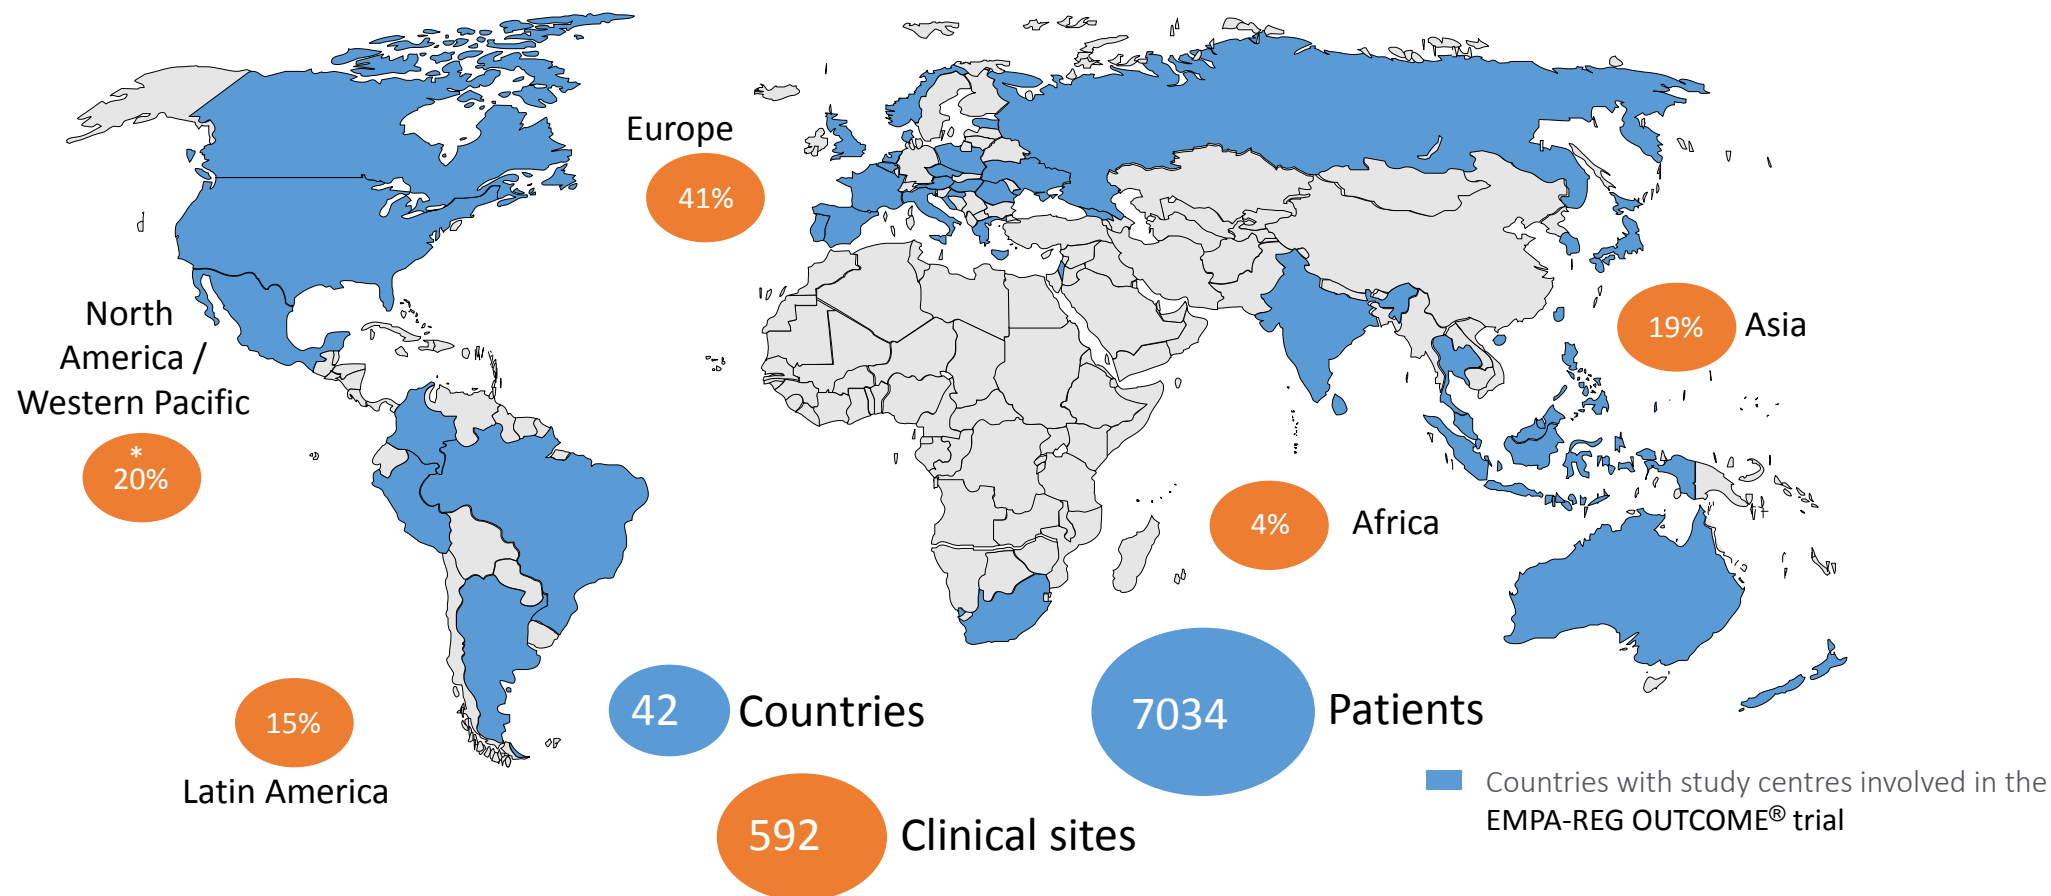 Europe
41%
North
America /
Western Pacific
*
20%
19%
Asia
4%
Africa
15%
Latin America
42
Countries
7034
Patients
592
Clinical sites
Countries with study centres involved in the
EMPA-REG OUTCOME® trial